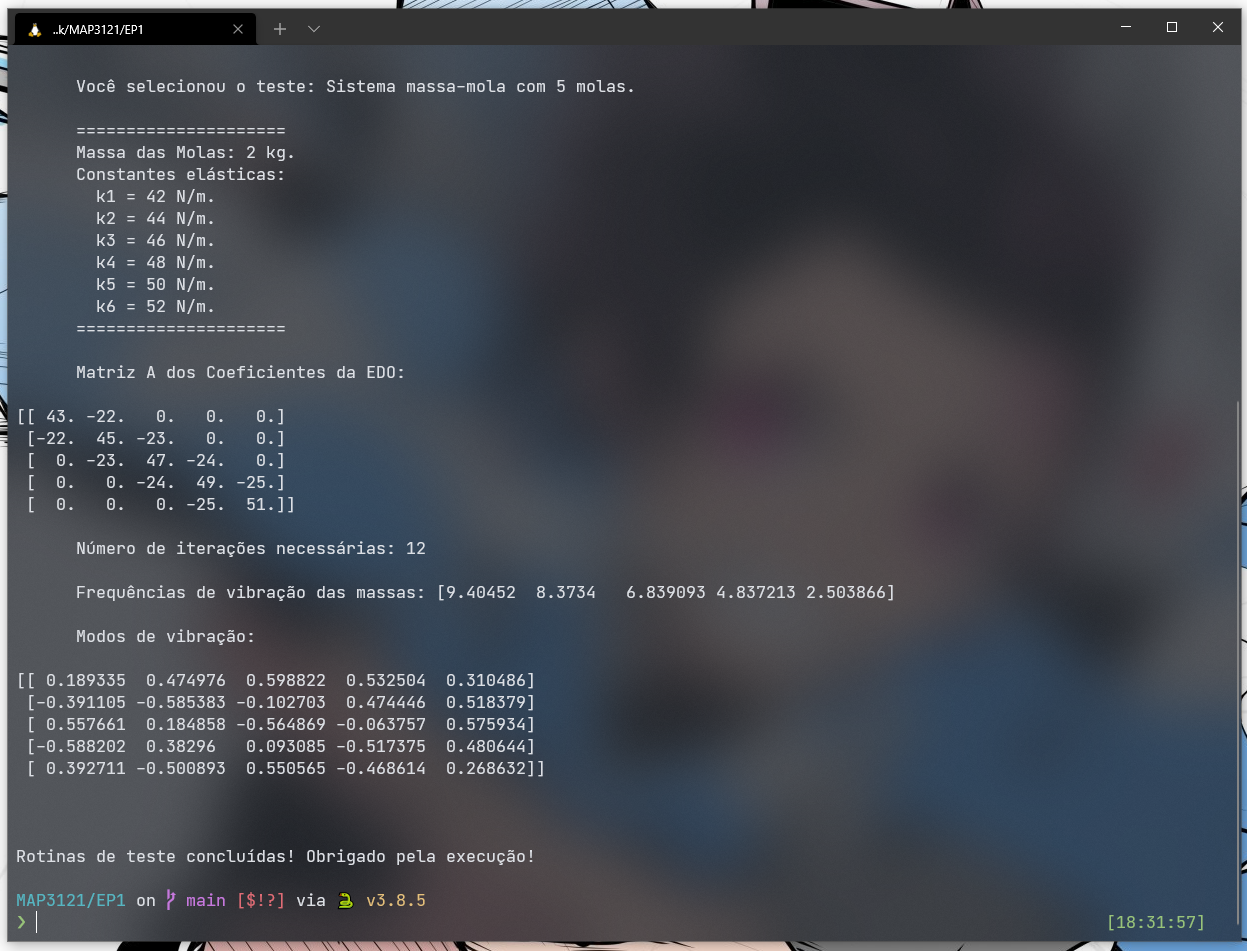 ..k/MAP3121/EP1
Você selecionou o teste: Sistema massa-mola com 5 molas.
=====================
Massa das Molas: 2 kg.
Constantes elásticas:
k1 = 42 N/m.
k2 = 44 N/m.
k3 = 46 N/m.
k4 = 48 N/m.
k5 = 50 N/m.
k6 = 52 N/m.
=====================
Matriz A dos Coeficientes da EDO:
[[ 43. -22.   0.   0.   0.]
 [-22.  45. -23.   0.   0.]
 [  0. -23.  47. -24.   0.]
 [  0.   0. -24.  49. -25.]
 [  0.   0.   0. -25.  51.]]
Número de iterações necessárias: 12
Frequências de vibração das massas: [9.40452  8.3734   6.839093 4.837213 2.503866]
Modos de vibração:
[[ 0.189335  0.474976  0.598822  0.532504  0.310486]
 [-0.391105 -0.585383 -0.102703  0.474446  0.518379]
 [ 0.557661  0.184858 -0.564869 -0.063757  0.575934]
 [-0.588202  0.38296   0.093085 -0.517375  0.480644]
 [ 0.392711 -0.500893  0.550565 -0.468614  0.268632]]
Rotinas de teste concluídas! Obrigado pela execução!
MAP3121/EP1 on main [$!?] via v3.8.5
❯ [18:31:57]